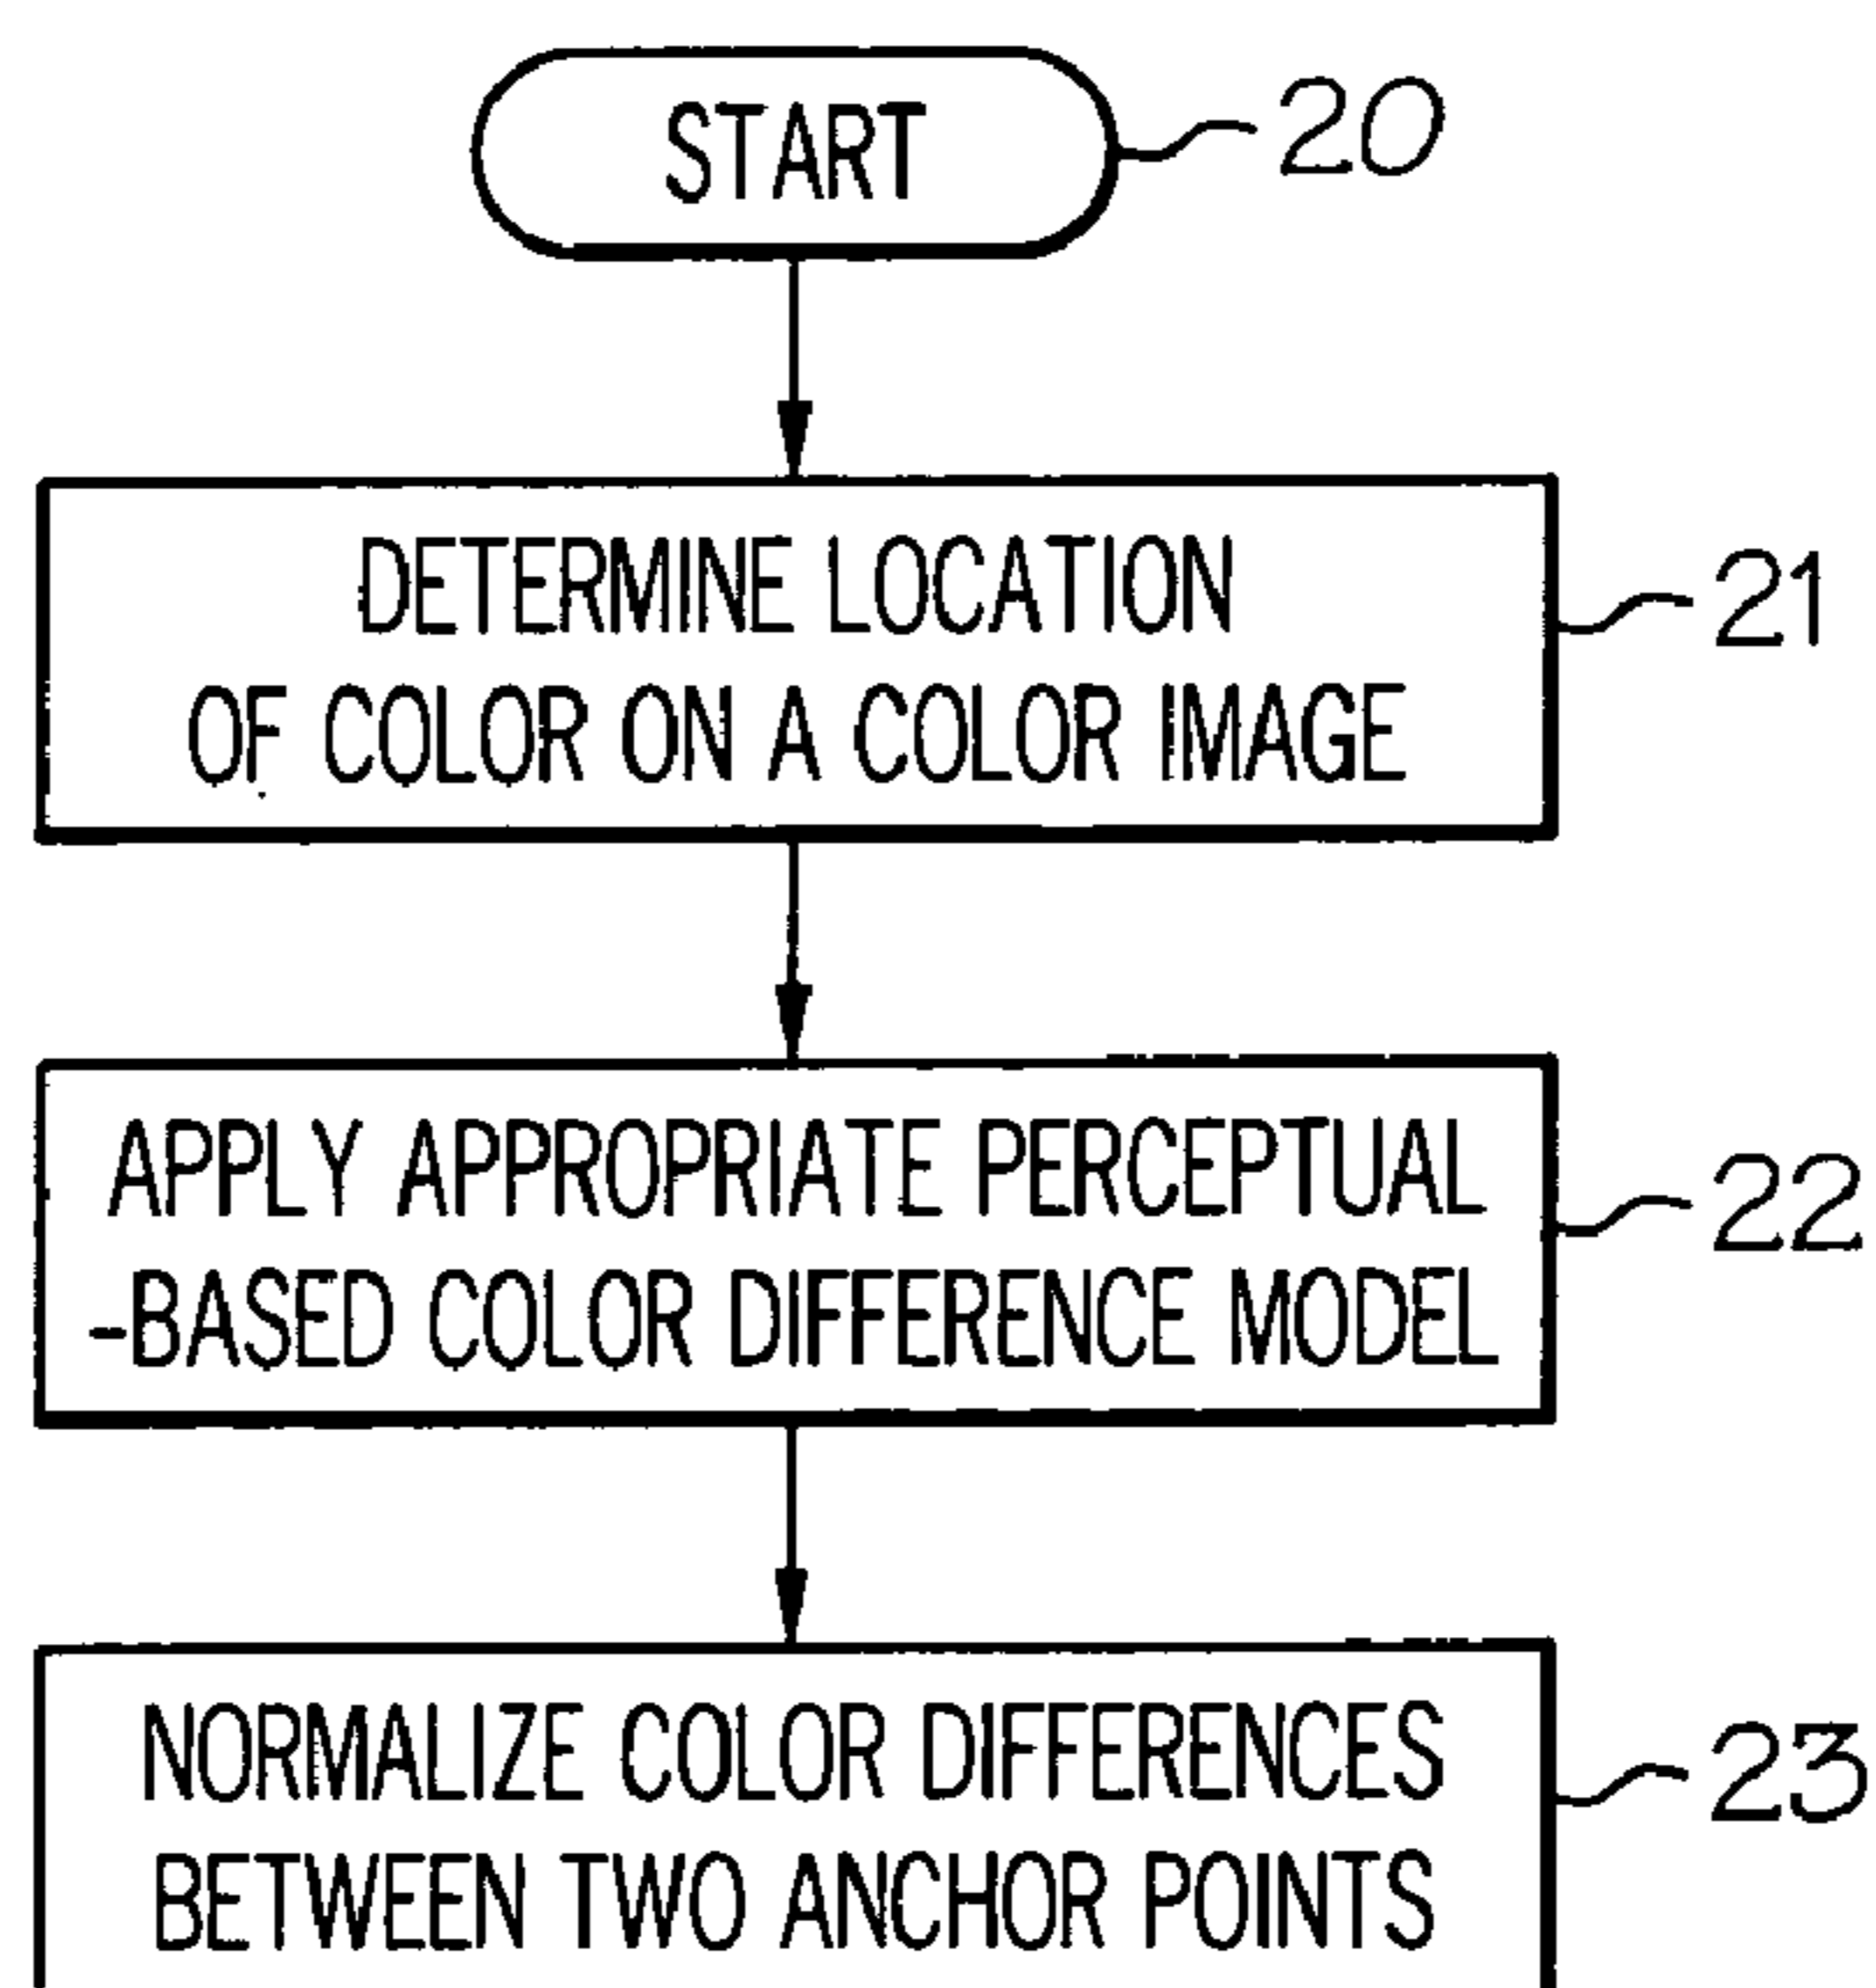 START
20
DETERMINE LOCATION
OF COLOR ON A COLOR IMAGE
21
APPLY APPROPRIATE PERCEPTUAL
-BASED COLOR DIFFERENCE MODEL
22
NORMALIZE COLOR DIFFERENCES
BETWEEN TWO ANCHOR POINTS
23